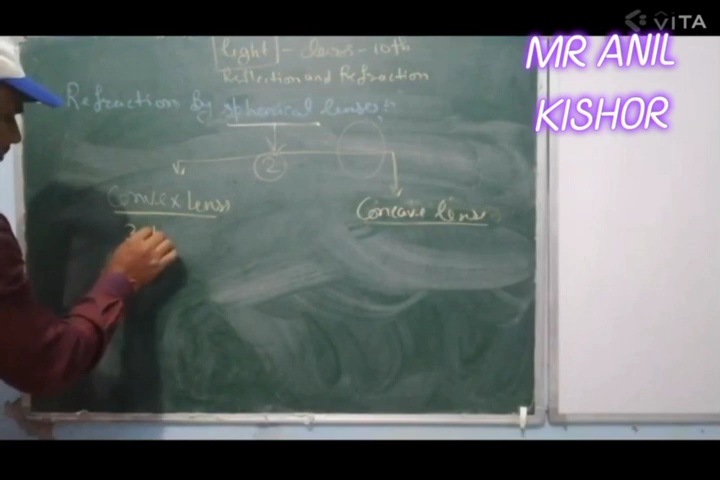 VITA
MR ANIL
KISHOR
light - class - 10th
Reflection and Refraction
Refraction by spherical lenses:
2
Convex Lens
Concave lens